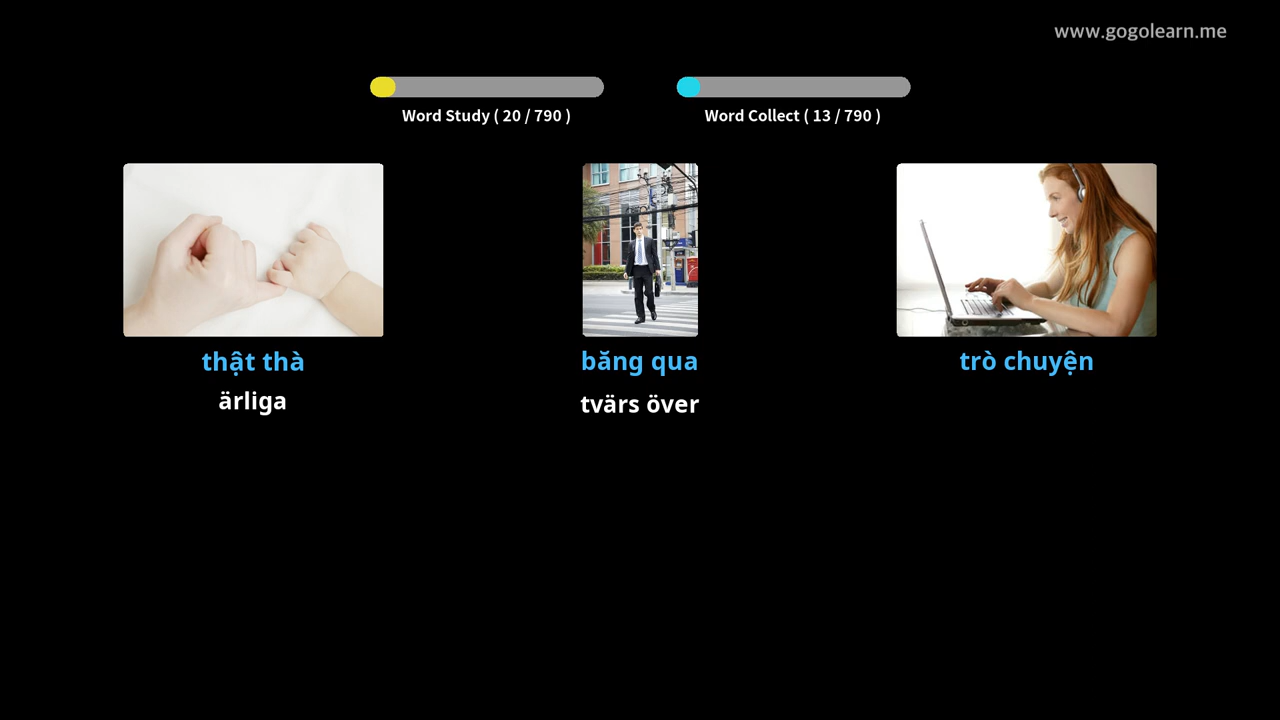 www.gogolearn.me
Word Study ( 20 / 790 )
Word Collect ( 13 / 790 )
thật thà
ärliga
băng qua
tvärs över
trò chuyện